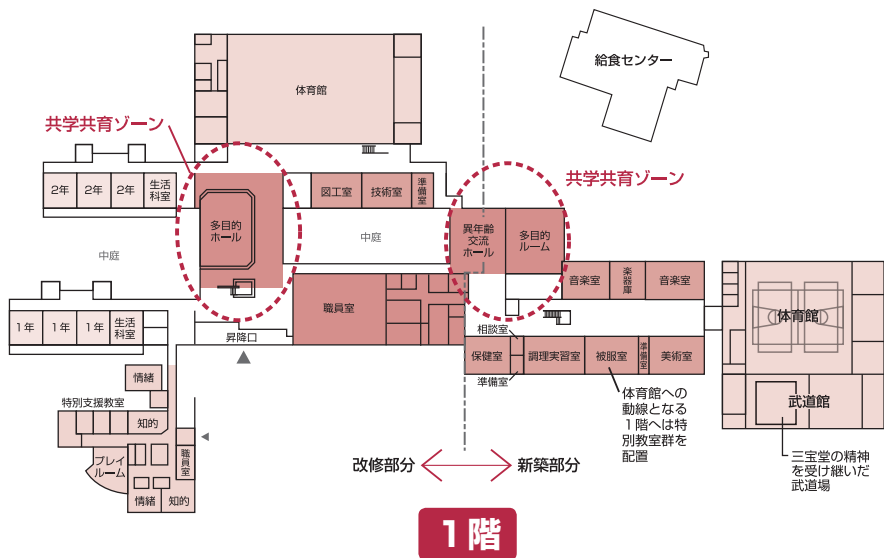 給食センター
体育館
共学共育ゾーン
共学共育ゾーン
2年
2年
2年
生活
科室
図工室
技術室
準備室
多目的
ホール
中庭
中庭
異年齢
交流
ホール
多目的
ルーム
音楽室
楽器庫
音楽室
体育館
職員室
1年
1年
1年
生活
科室
昇降口
相談室
保健室
調理実習室
被服室
準備室
美術室
準備室
情緒
特別支援教室
知的
プレイ
ルーム
職員室
情緒
知的
体育館への
動線となる
1階へは特
別教室群を
配置
武道館
三宝堂の精神
を受け継いだ
武道場
改修部分
新築部分
1階